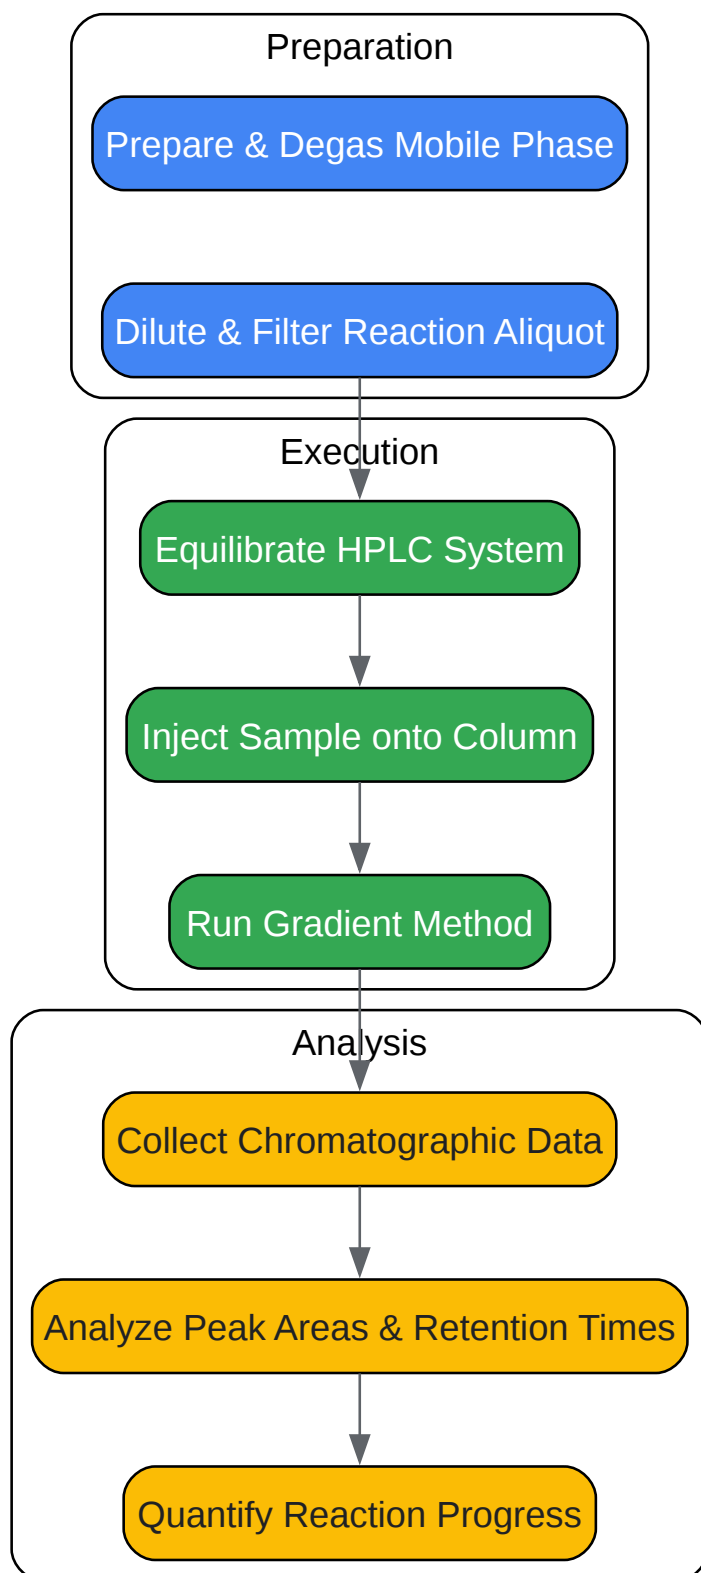 Preparation
Prepare & Degas Mobile Phase
Dilute & Filter Reaction Aliquot
Execution
Equilibrate HPLC System
Inject Sample onto Column
Run Gradient Method
Analysis
Collect Chromatographic Data
Analyze Peak Areas & Retention Times
Quantify Reaction Progress